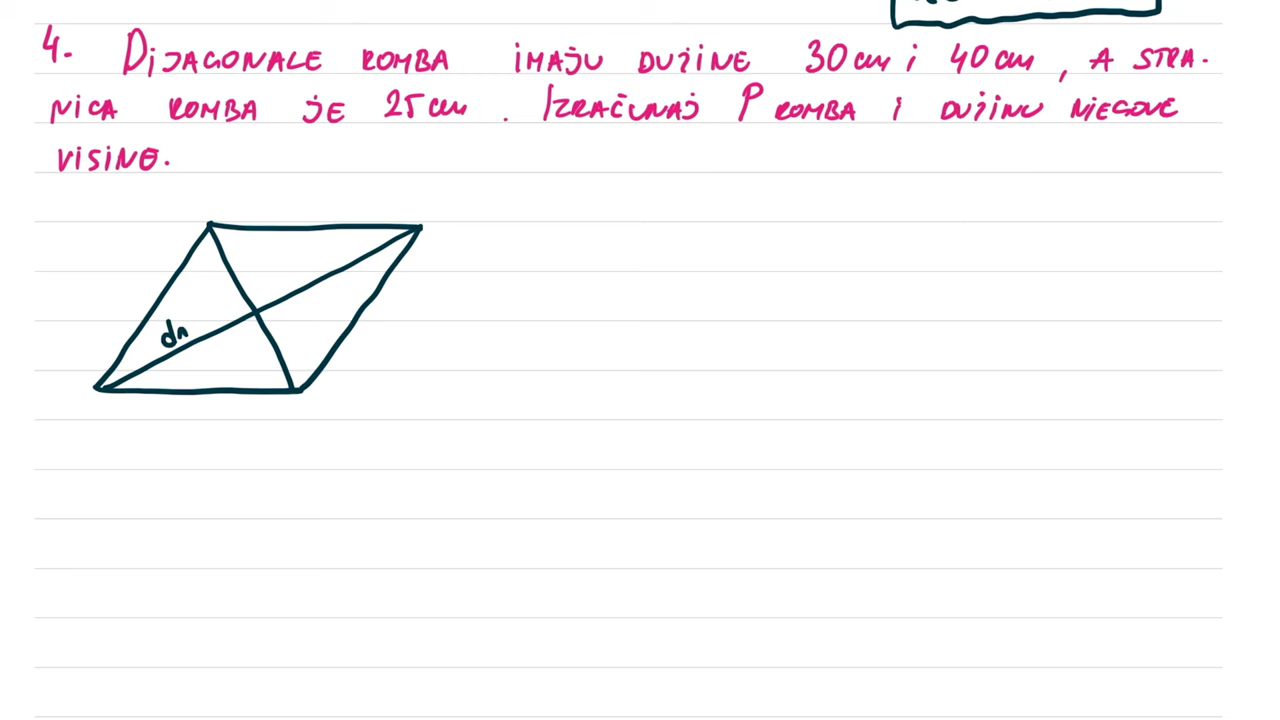 4. DIJAGONALE ROMBA IMAJU DUŽINE 30 cm i 40 cm, A STRA-
NICA ROMBA JE 25 cm. IZRAČUNAJ P ROMBA I DUŽINU NJEGOVE
VISINE.
d₁